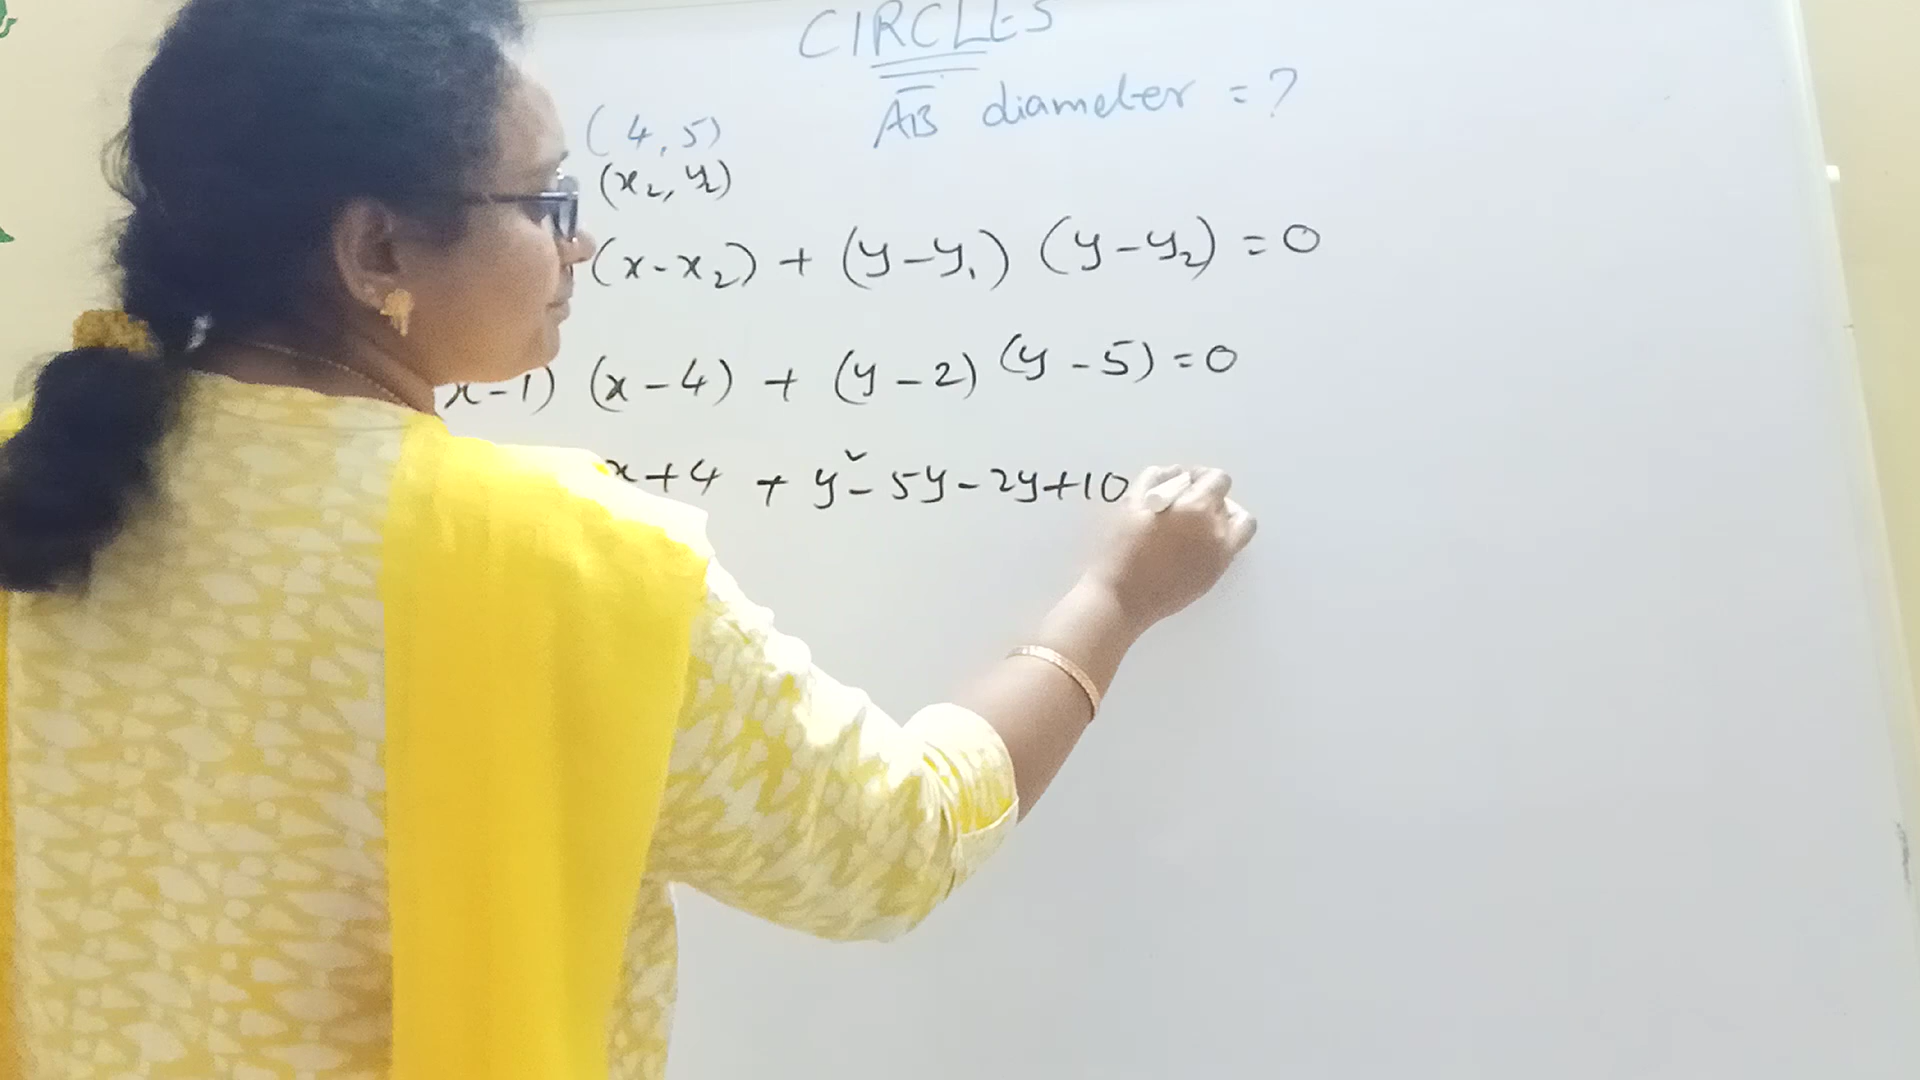 CIRCLES
AB diameter = ?
(4, 5)
(x₂, y₂)
(x-x₂) + (y-y₁) (y-y₂) = 0
x-1) (x-4) + (y-2) (y-5) = 0
x+4 + y²-5y-2y+10